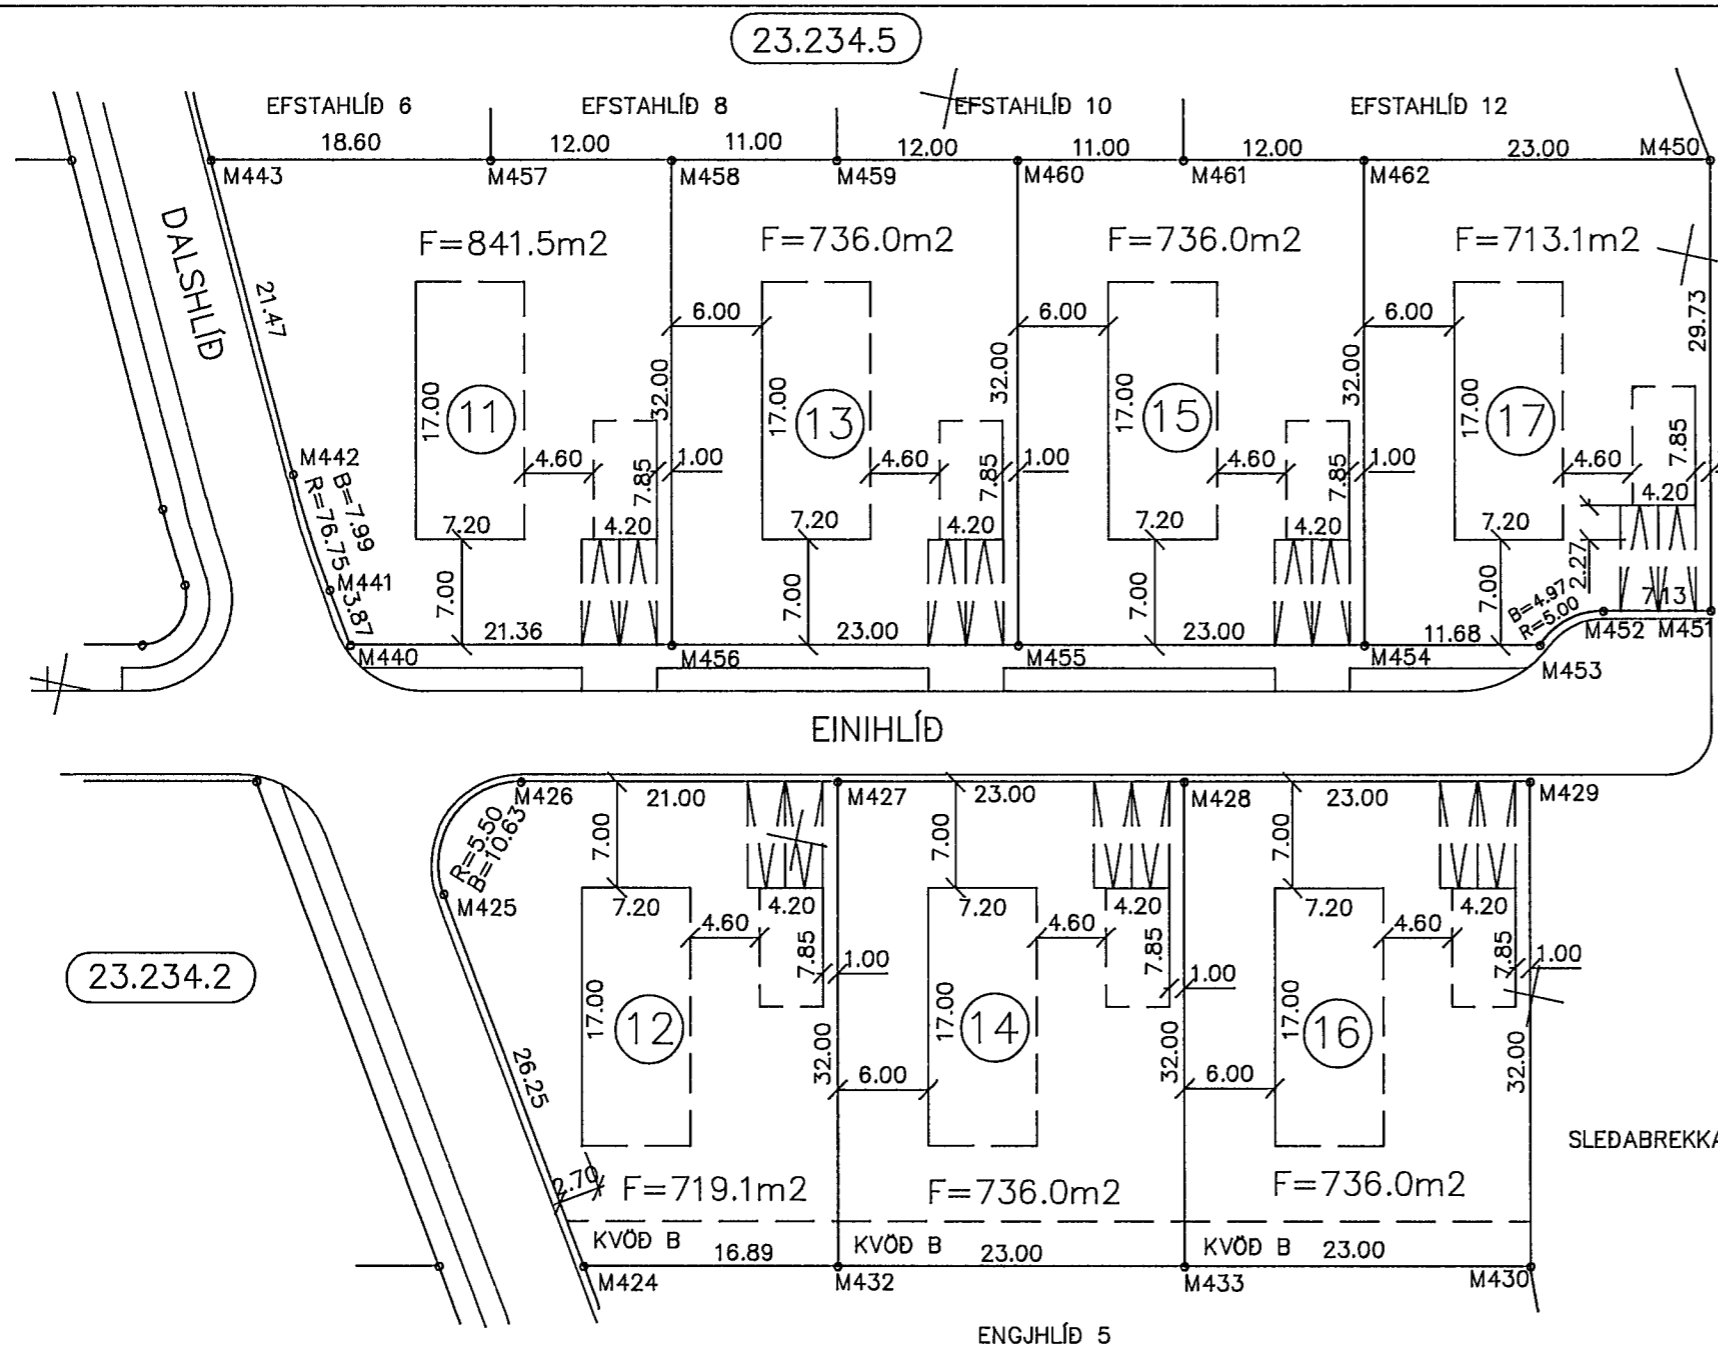 23.234.5
EFSTAHLÍÐ 6
EFSTAHLÍÐ 8
EFSTAHLÍÐ 10
EFSTAHLÍÐ 12
18.60
12.00
11.00
12.00
11.00
12.00
23.00
M450
M443
M457
M458
M459
M460
M461
M462
DALSHLÍÐ
21.47
F=841.5m2
F=736.0m2
F=736.0m2
F=713.1m2
6.00
6.00
6.00
29.73
32.00
32.00
32.00
17.00
11
17.00
13
17.00
15
17.00
17
M442
B=7.99
R=76.75
M441
3.87
4.60
7.85
1.00
4.60
7.85
1.00
4.60
7.85
1.00
4.60
7.85
7.20
4.20
7.20
4.20
7.20
4.20
7.20
4.20
2.27
7.00
7.00
7.00
7.00
B=4.97
R=5.00
7.13
M440
21.36
M456
23.00
M455
23.00
M454
11.68
M453
M452
M451
EINIHLÍÐ
M426
21.00
M427
23.00
M428
23.00
M429
R=5.50
B=10.63
7.00
7.00
7.00
M425
7.20
4.20
7.20
4.20
7.20
4.20
4.60
7.85
1.00
4.60
7.85
1.00
4.60
7.85
1.00
23.234.2
17.00
12
17.00
14
17.00
16
26.25
32.00
32.00
32.00
6.00
6.00
SLEÐABREKKA
2.70
F=719.1m2
F=736.0m2
F=736.0m2
KVÖÐ B
KVÖÐ B
KVÖÐ B
16.89
23.00
23.00
M424
M432
M433
M430
ENGJHLÍÐ 5